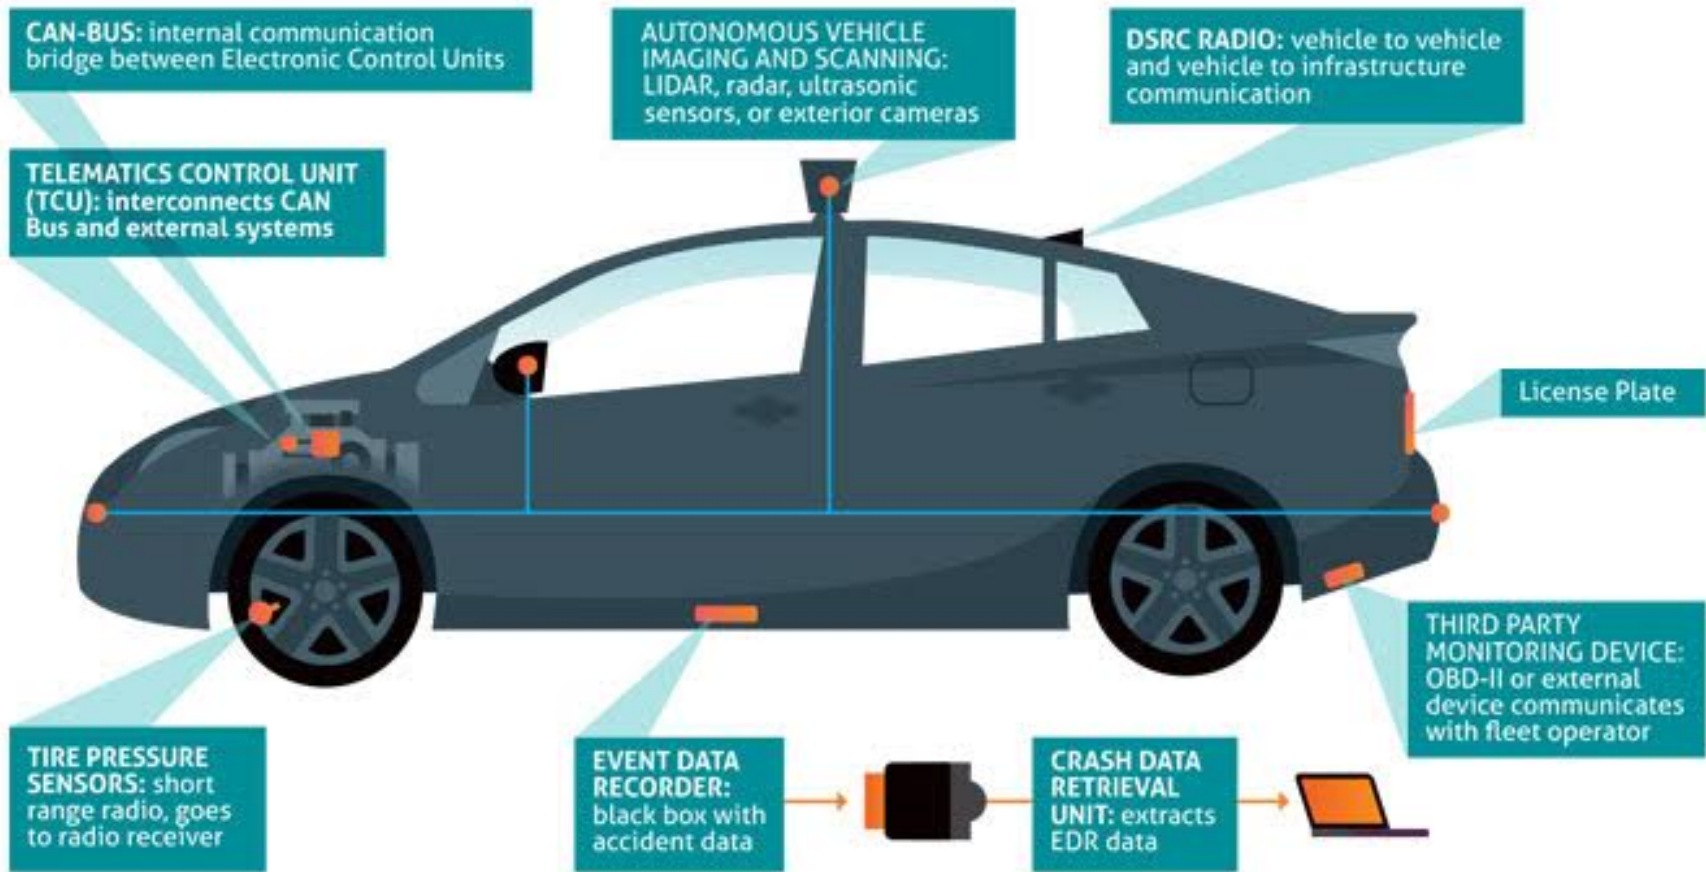 CAN-BUS: internal communication
bridge between Electronic Control Units
AUTONOMOUS VEHICLE
IMAGING AND SCANNING:
LIDAR, radar, ultrasonic
sensors, or exterior cameras
DSRC RADIO: vehicle to vehicle
and vehicle to infrastructure
communication
TELEMATICS CONTROL UNIT
(TCU): interconnects CAN
Bus and external systems
License Plate
THIRD PARTY
MONITORING DEVICE:
OBD-II or external
device communicates
with fleet operator
TIRE PRESSURE
SENSORS: short
range radio, goes
to radio receiver
EVENT DATA
RECORDER:
black box with
accident data
CRASH DATA
RETRIEVAL
UNIT: extracts
EDR data